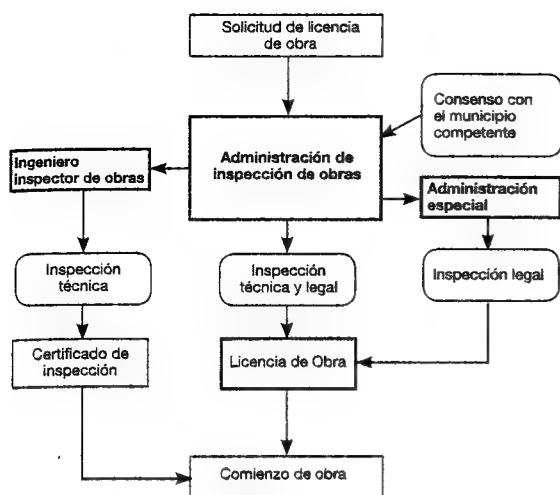 Solicitud de licencia
de obra
Consenso con
el municipio
competente
Administración de
inspección de obras
Ingeniero
inspector de obras
Administración
especial
Inspección
técnica
Inspección
técnica y legal
Inspección legal
Certificado de
inspección
Licencia de Obra
Comienzo de obra